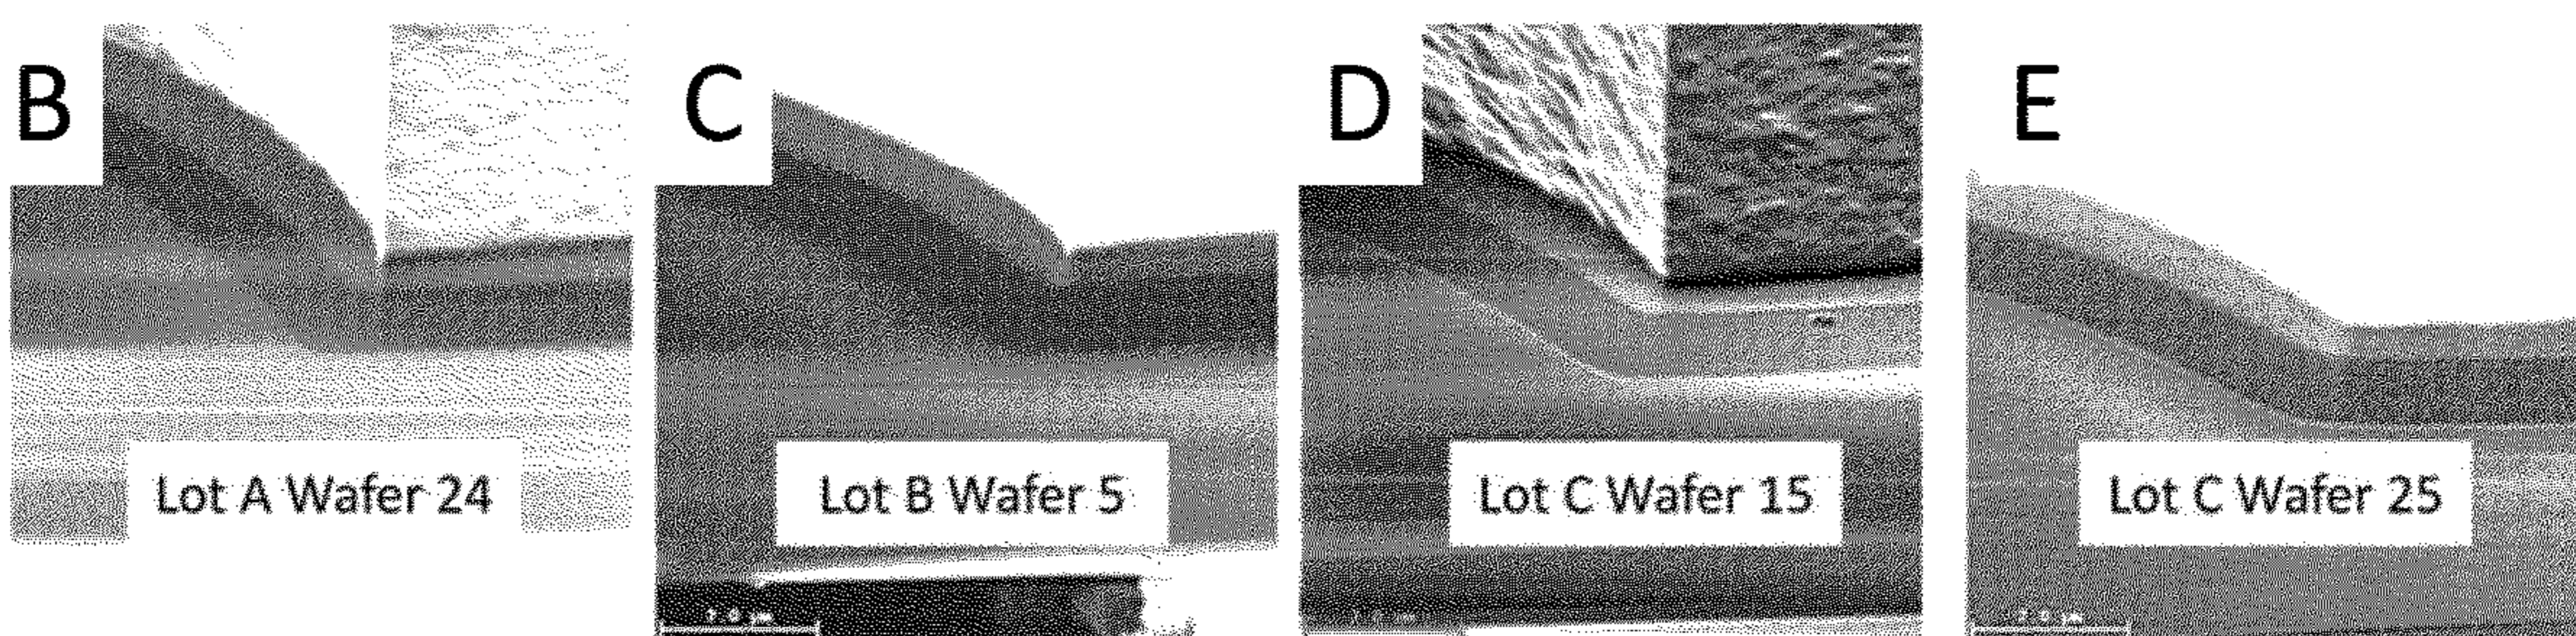 B
C
D
E
Lot A Wafer 24
Lot B Wafer 5
Lot C Wafer 15
Lot C Wafer 25